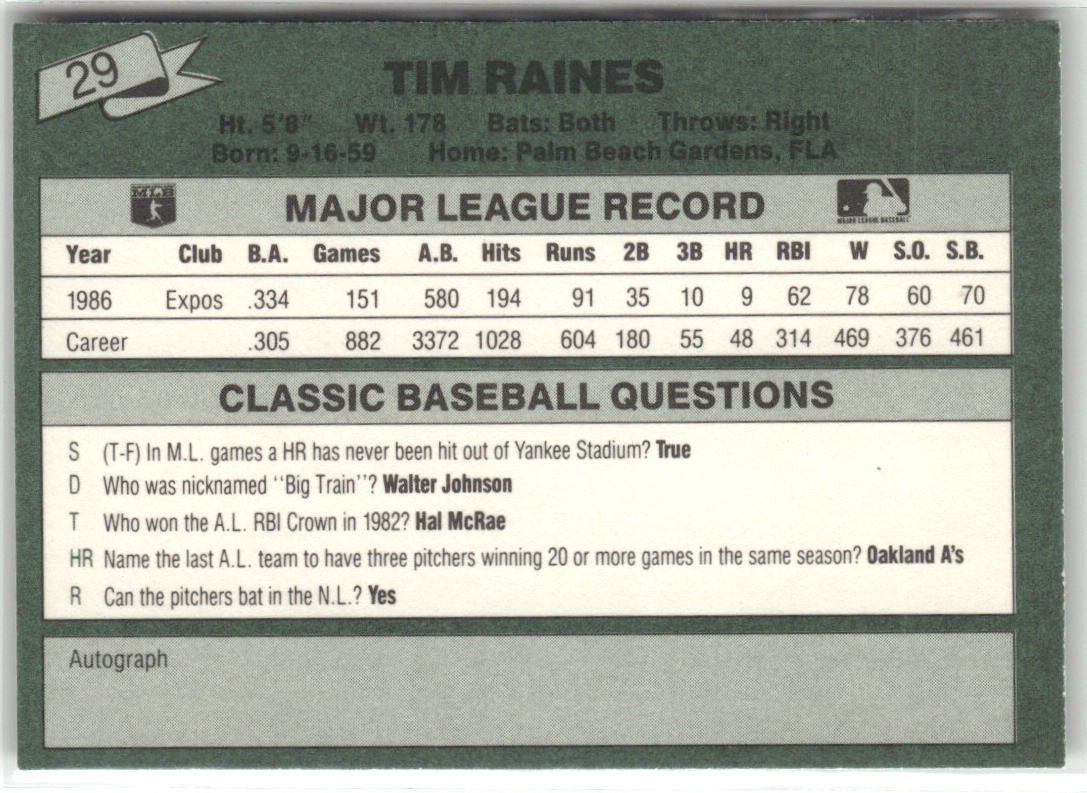 29
TIM RAINES
Ht. 5'8" Wt. 178 Bats: Both Throws: Right
Born: 9-16-59 Home: Palm Beach Gardens, FLA
MLB MAJOR LEAGUE RECORD MAJOR LEAGUE BASEBALL
Year Club B.A. Games A.B. Hits Runs 2B 3B HR RBI W S.O. S.B.
1986 Expos .334 151 580 194 91 35 10 9 62 78 60 70
Career .305 882 3372 1028 604 180 55 48 314 469 376 461
CLASSIC BASEBALL QUESTIONS
S (T-F) In M.L. games a HR has never been hit out of Yankee Stadium? True
D Who was nicknamed "Big Train"? Walter Johnson
T Who won the A.L. RBI Crown in 1982? Hal McRae
HR Name the last A.L. team to have three pitchers winning 20 or more games in the same season? Oakland A's
R Can the pitchers bat in the N.L.? Yes
Autograph